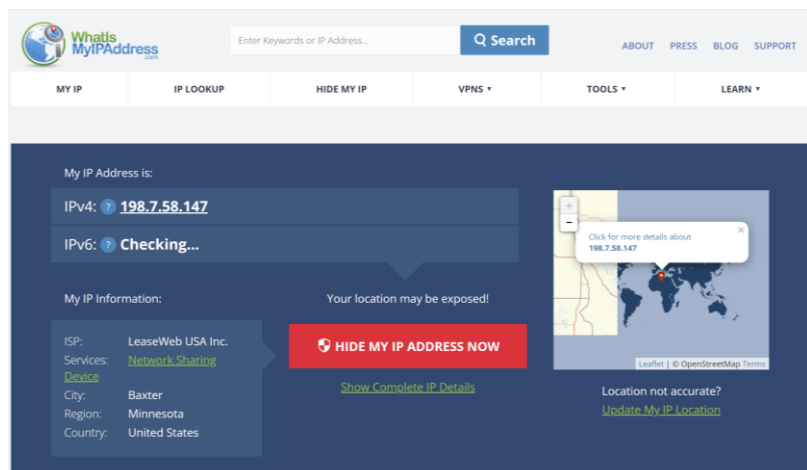 WhatIs
MyIPAddress
.com
Enter Keywords or IP Address...
Search
ABOUT PRESS BLOG SUPPORT
MY IP IP LOOKUP HIDE MY IP VPNS ▾ TOOLS ▾ LEARN ▾
My IP Address is:
IPv4: ? 198.7.58.147
IPv6: ? Checking...
My IP Information:
ISP: LeaseWeb USA Inc.
Services: Network Sharing
Device
City: Baxter
Region: Minnesota
Country: United States
Your location may be exposed!
HIDE MY IP ADDRESS NOW
Show Complete IP Details
+
−
×
Click for more details about
198.7.58.147
Leaflet | © OpenStreetMap Terms
Location not accurate?
Update My IP Location